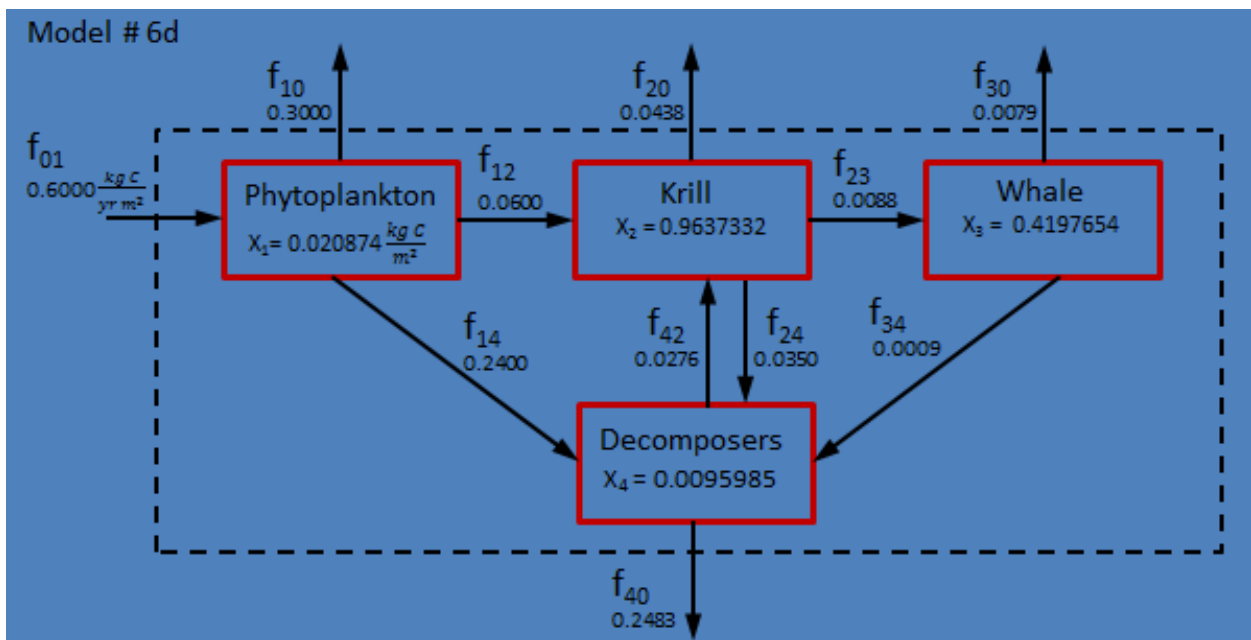 Model # 6d
f₁₀
0.3000
f₂₀
0.0438
f₃₀
0.0079
f₀₁
0.6000 kg C / yr m²
Phytoplankton
X₁= 0.020874 kg C / m²
f₁₂
0.0600
Krill
X₂ = 0.9637332
f₂₃
0.0088
Whale
X₃ = 0.4197654
f₁₄
0.2400
f₄₂
0.0276
f₂₄
0.0350
f₃₄
0.0009
Decomposers
X₄ = 0.0095985
f₄₀
0.2483